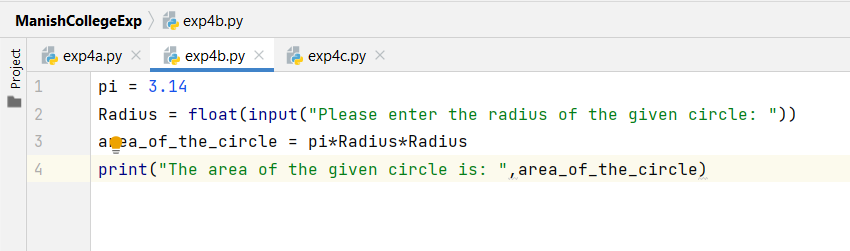 ManishCollegeExp exp4b.py
Project
exp4a.py exp4b.py exp4c.py
1 pi = 3.14
2 Radius = float(input("Please enter the radius of the given circle: "))
3 area_of_the_circle = pi*Radius*Radius
4 print("The area of the given circle is: ",area_of_the_circle)